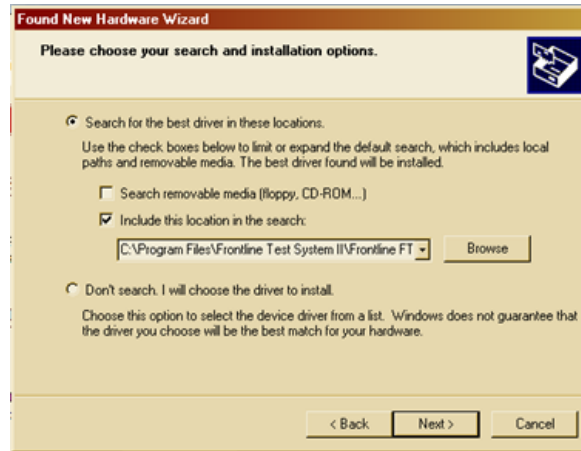 Found New Hardware Wizard
Please choose your search and installation options.
Search for the best driver in these locations.
Use the check boxes below to limit or expand the default search, which includes local
paths and removable media. The best driver found will be installed.
Search removable media (floppy, CD-ROM...)
Include this location in the search:
C:\Program Files\Frontline Test System II\Frontline FT
Browse
Don't search. I will choose the driver to install.
Choose this option to select the device driver from a list. Windows does not guarantee that
the driver you choose will be the best match for your hardware.
< Back
Next >
Cancel